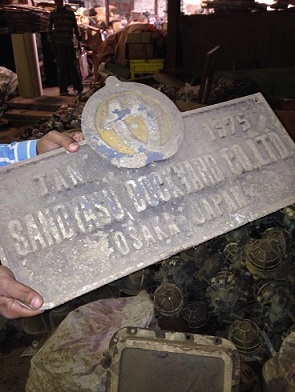 JAN 1975
SANOYASU DOCKYARD CO. LTD
OSAKA JAPAN